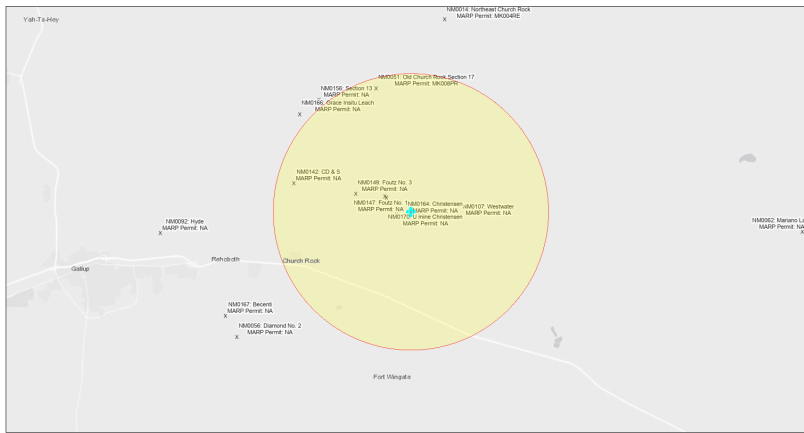 NM0014: Northeast Church Rock
MARP Permit: MK004RE
Yah-Ta-Hey
NM0051: Old Church Rock Section 17
MARP Permit: MK008PR
NM0156: Section 13
MARP Permit: NA
NM0166: Grace Insitu Leach
MARP Permit: NA
NM0142: CD & S
MARP Permit: NA
NM0149: Foutz No. 3
MARP Permit: NA
NM0147: Foutz No. 1
MARP Permit: NA
NM0164: Christensen
MARP Permit: NA
NM0107: Westwater
MARP Permit: NA
NM0170: U mine Christensen
MARP Permit: NA
NM0092: Hyde
MARP Permit: NA
NM0062: Mariano La
MARP Permit: NA
Rehoboth
Church Rock
Gallup
NM0167: Becenti
MARP Permit: NA
NM0056: Diamond No. 2
MARP Permit: NA
Fort Wingate